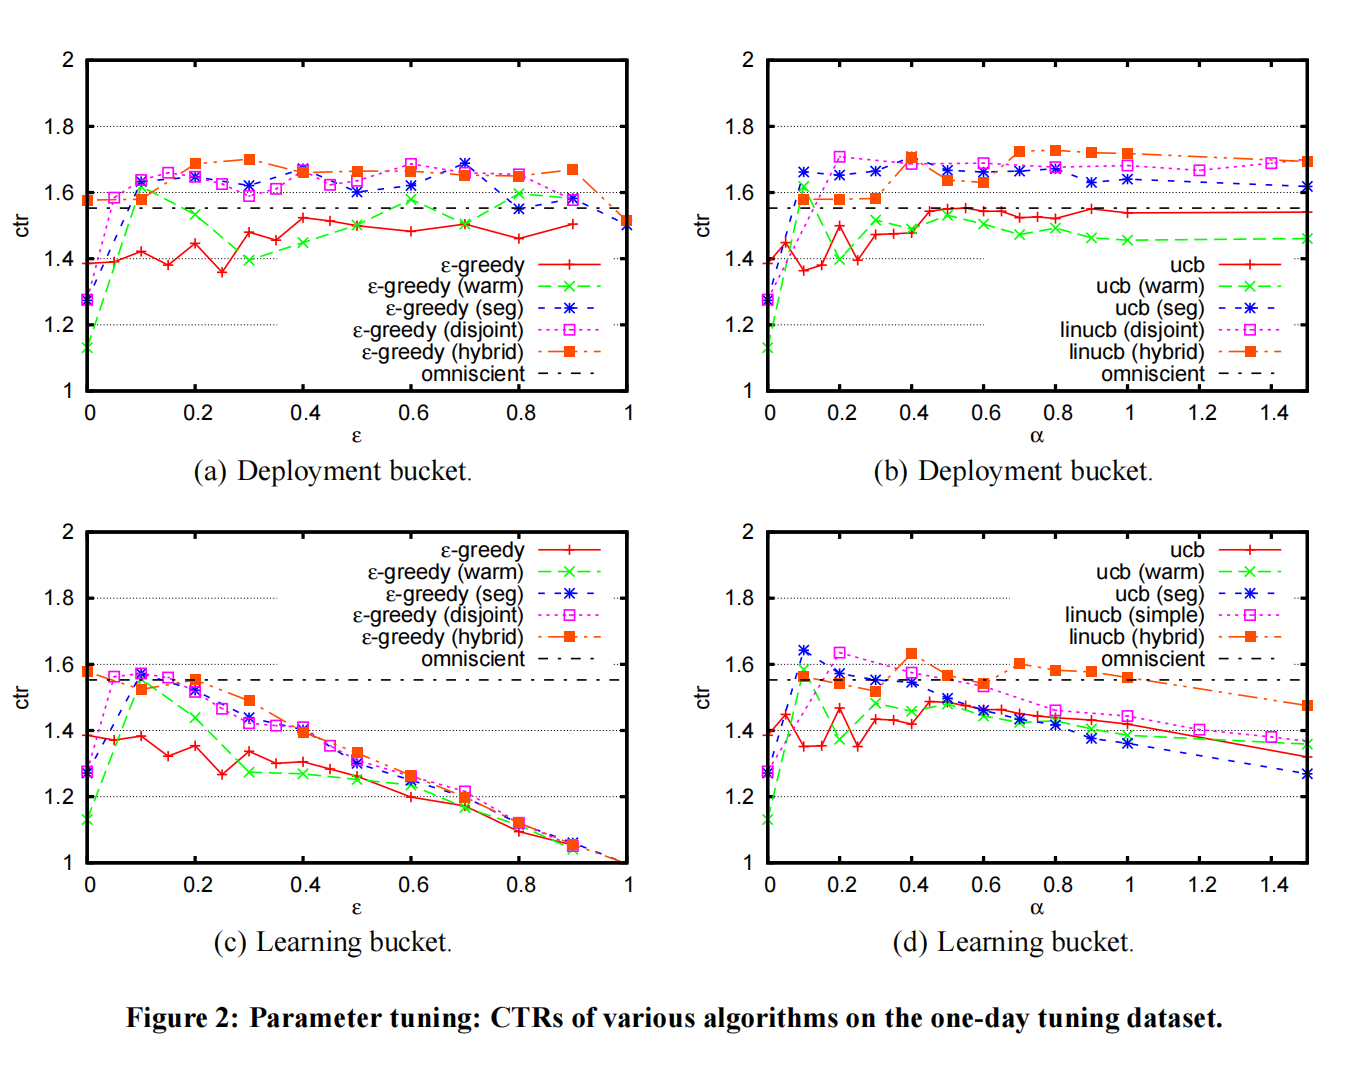 2
1.8
1.6
1.4
1.2
1
ctr
0 0.2 0.4 0.6 0.8 1
ε
ε-greedy
ε-greedy (warm)
ε-greedy (seg)
ε-greedy (disjoint)
ε-greedy (hybrid)
omniscient
(a) Deployment bucket.
2
1.8
1.6
1.4
1.2
1
ctr
0 0.2 0.4 0.6 0.8 1 1.2 1.4
α
ucb
ucb (warm)
ucb (seg)
linucb (disjoint)
linucb (hybrid)
omniscient
(b) Deployment bucket.
2
1.8
1.6
1.4
1.2
1
ctr
0 0.2 0.4 0.6 0.8 1
ε
ε-greedy
ε-greedy (warm)
ε-greedy (seg)
ε-greedy (disjoint)
ε-greedy (hybrid)
omniscient
(c) Learning bucket.
2
1.8
1.6
1.4
1.2
1
ctr
0 0.2 0.4 0.6 0.8 1 1.2 1.4
α
ucb
ucb (warm)
ucb (seg)
linucb (simple)
linucb (hybrid)
omniscient
(d) Learning bucket.
Figure 2: Parameter tuning: CTRs of various algorithms on the one-day tuning dataset.